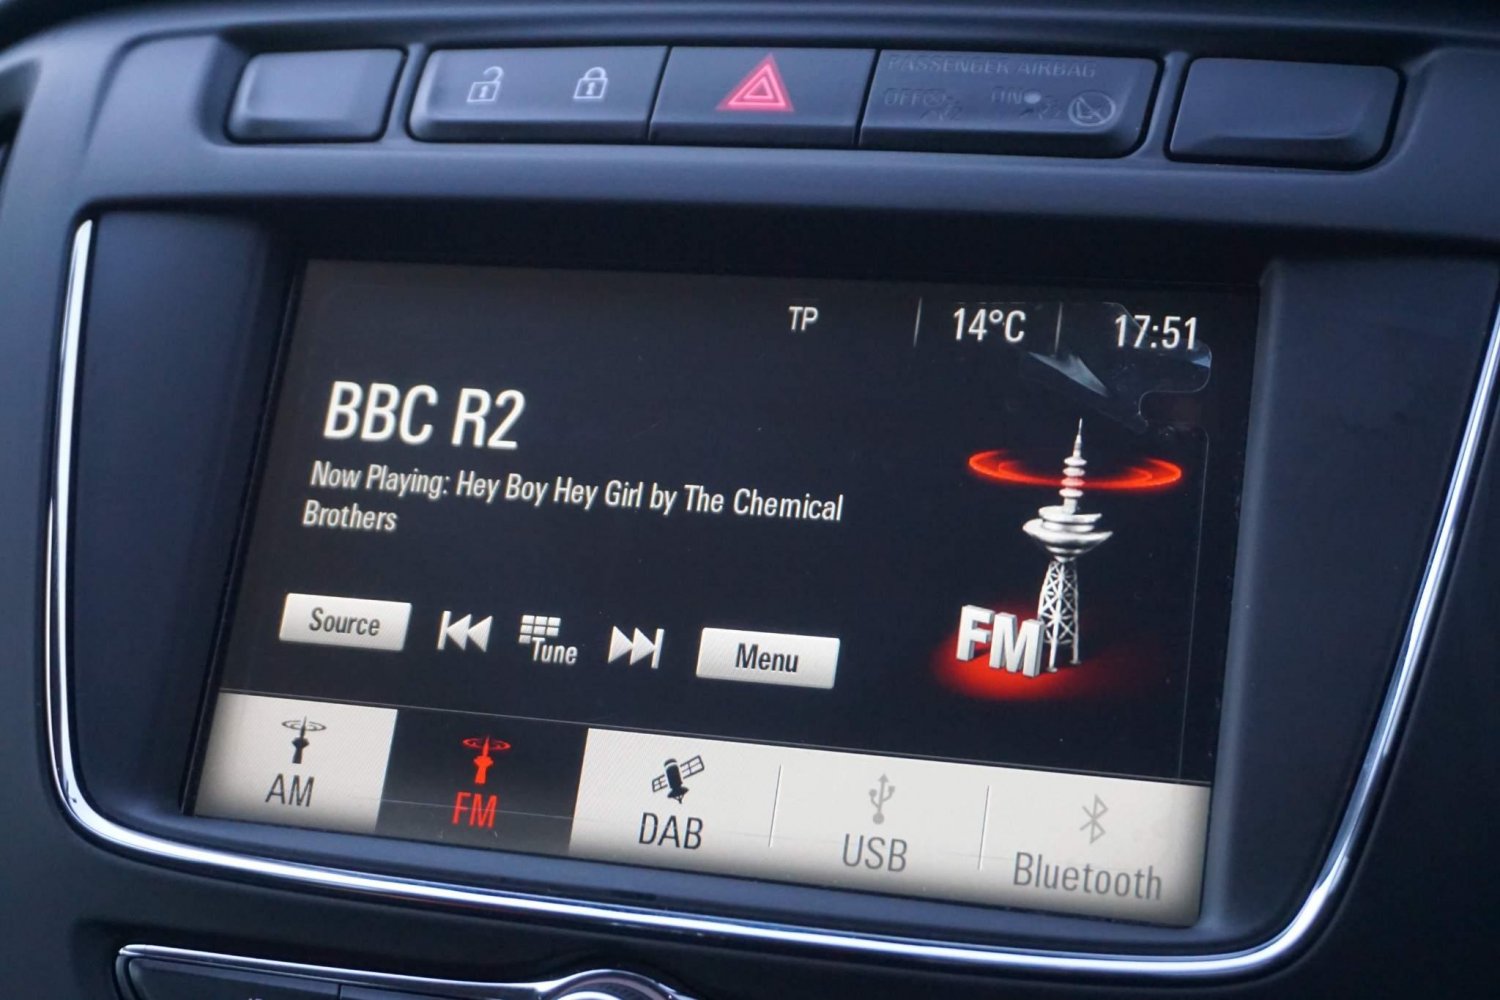 PASSENGER AIRBAG
OFF ON
TP 14°C 17:51
BBC R2
Now Playing: Hey Boy Hey Girl by The Chemical
Brothers
Source Tune Menu
FM
AM FM DAB USB Bluetooth